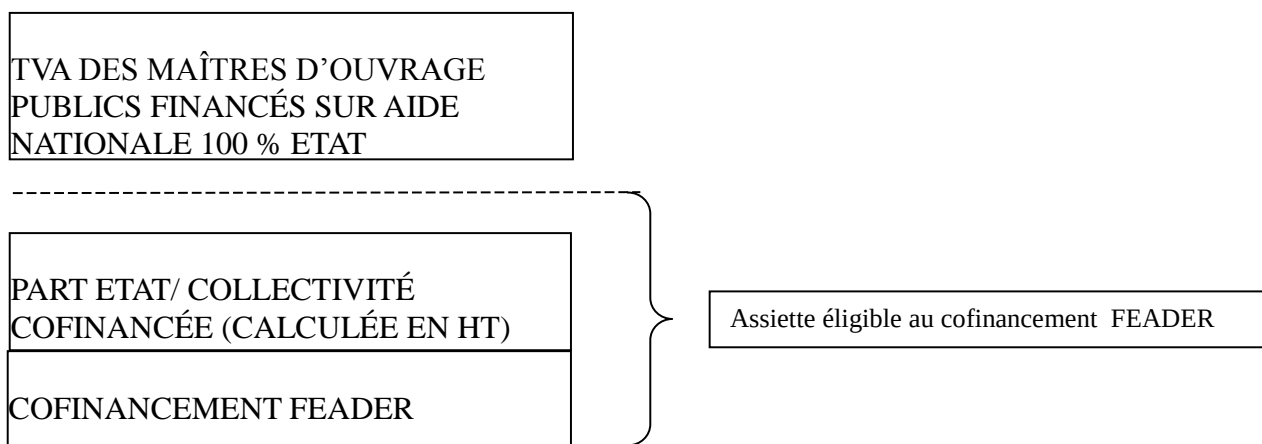 TVA DES MAÎTRES D’OUVRAGE
PUBLICS FINANCÉS SUR AIDE
NATIONALE 100 % ETAT
PART ETAT/ COLLECTIVITÉ
COFINANCÉE (CALCULÉE EN HT)
Assiette éligible au cofinancement FEADER
COFINANCEMENT FEADER